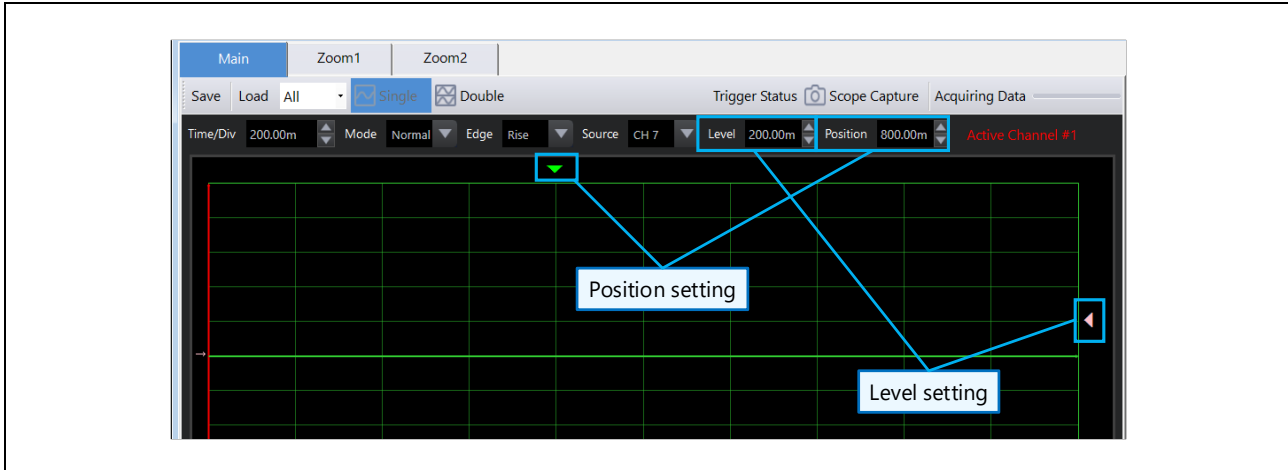 Main Zoom1 Zoom2
Save Load All Single Double Trigger Status Scope Capture Acquiring Data
Time/Div 200.00m Mode Normal Edge Rise Source CH 7 Level 200.00m Position 800.00m Active Channel #1
Position setting
Level setting